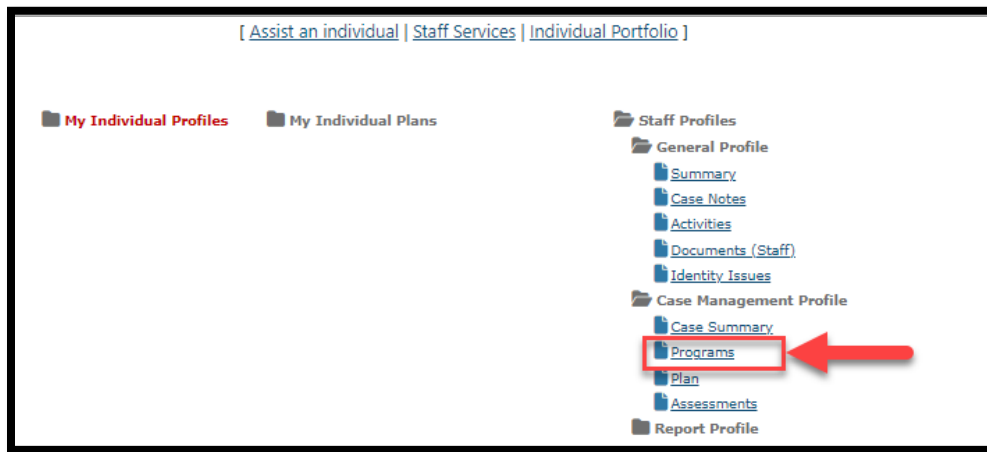 [ Assist an individual | Staff Services | Individual Portfolio ]
My Individual Profiles
My Individual Plans
Staff Profiles
General Profile
Summary
Case Notes
Activities
Documents (Staff)
Identity Issues
Case Management Profile
Case Summary
Programs
Plan
Assessments
Report Profile